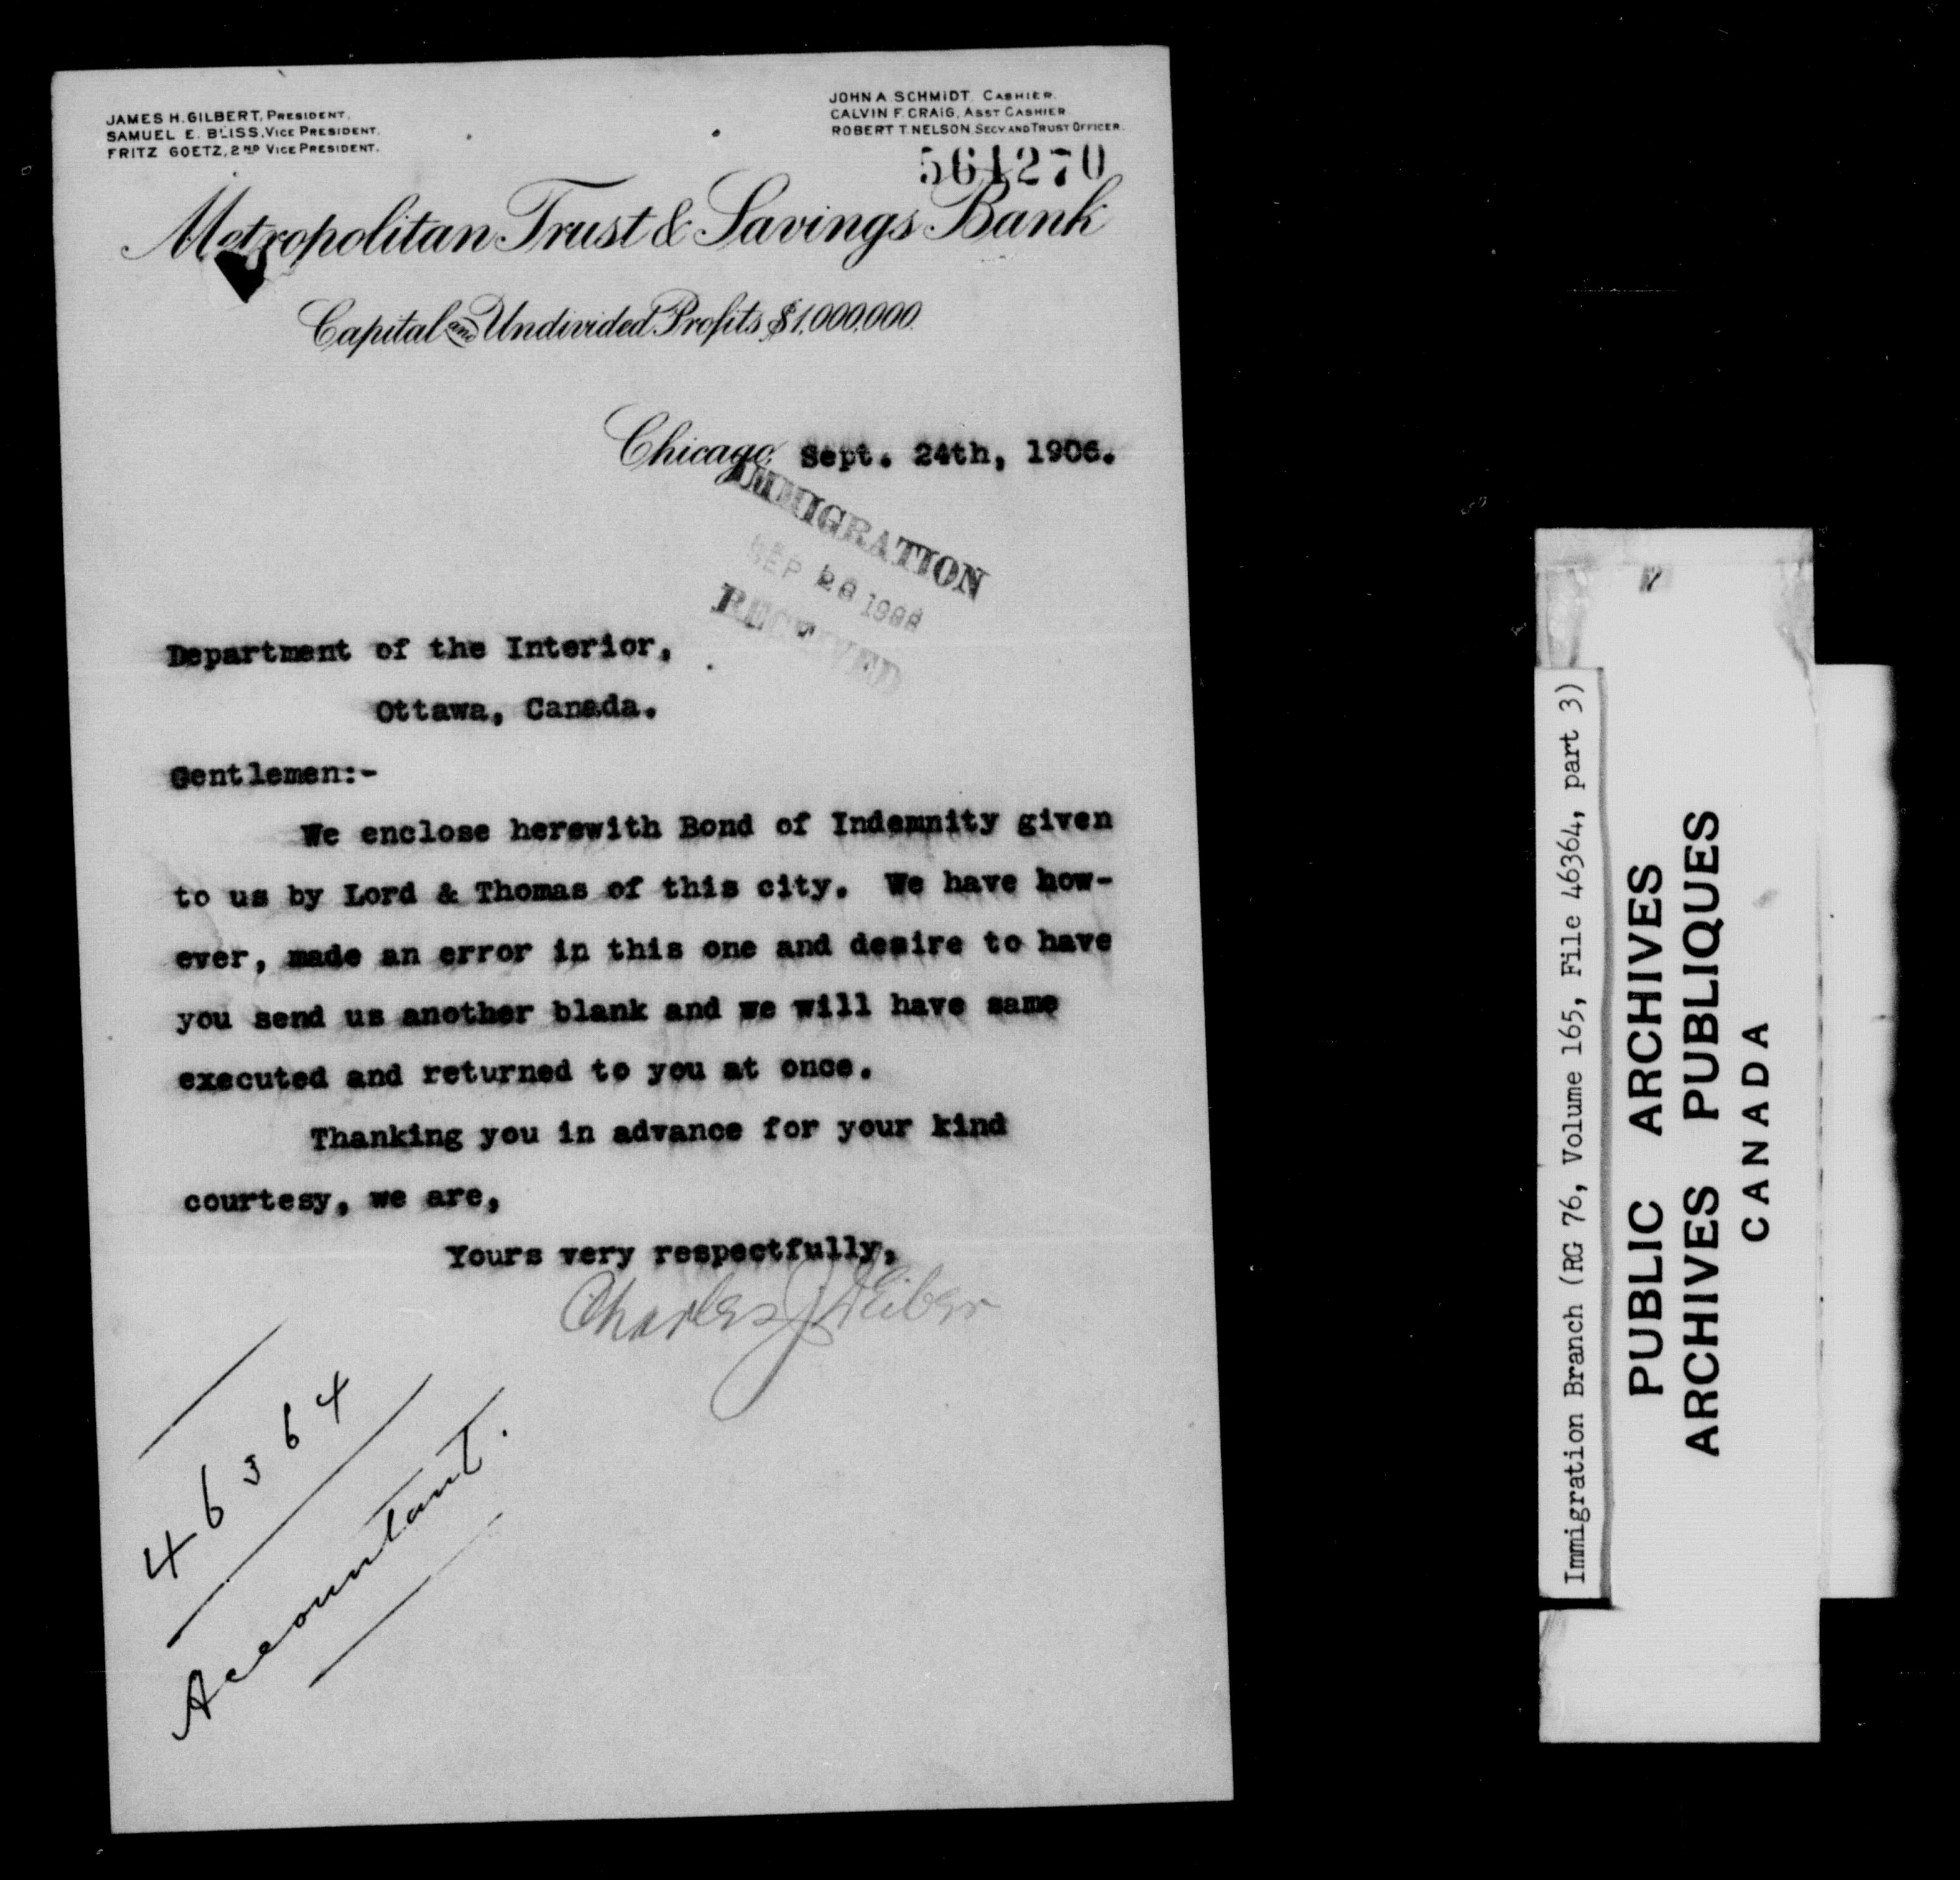 JAMES H. GILBERT, PRESIDENT.
SAMUEL E. BLISS, VICE PRESIDENT.
FRITZ GOETZ, 2ND VICE PRESIDENT.
JOHN A. SCHMIDT, CASHIER.
CALVIN F. CRAIG, ASST CASHIER.
ROBERT T. NELSON, SECY. AND TRUST OFFICER.
564270
Metropolitan Trust & Savings Bank
Capital and Undivided Profits $1,000,000.
Chicago, Sept. 24th, 1906.
IMMIGRATION
SEP 28
RECEIVED
Department of the Interior,
Ottawa, Canada.
Gentlemen:-
We enclose herewith Bond of Indemnity given
to us by Lord & Thomas of this city. We have how-
ever, made an error in this one and desire to have
you send us another blank and we will have same
executed and returned to you at once.
Thanking you in advance for your kind
courtesy, we are,
Yours very respectfully,
Charles J.
46364
Accountant.
Immigration Branch (RG 76, Volume 165, File 46364, part 3)
PUBLIC ARCHIVES
ARCHIVES PUBLIQUES
CANADA